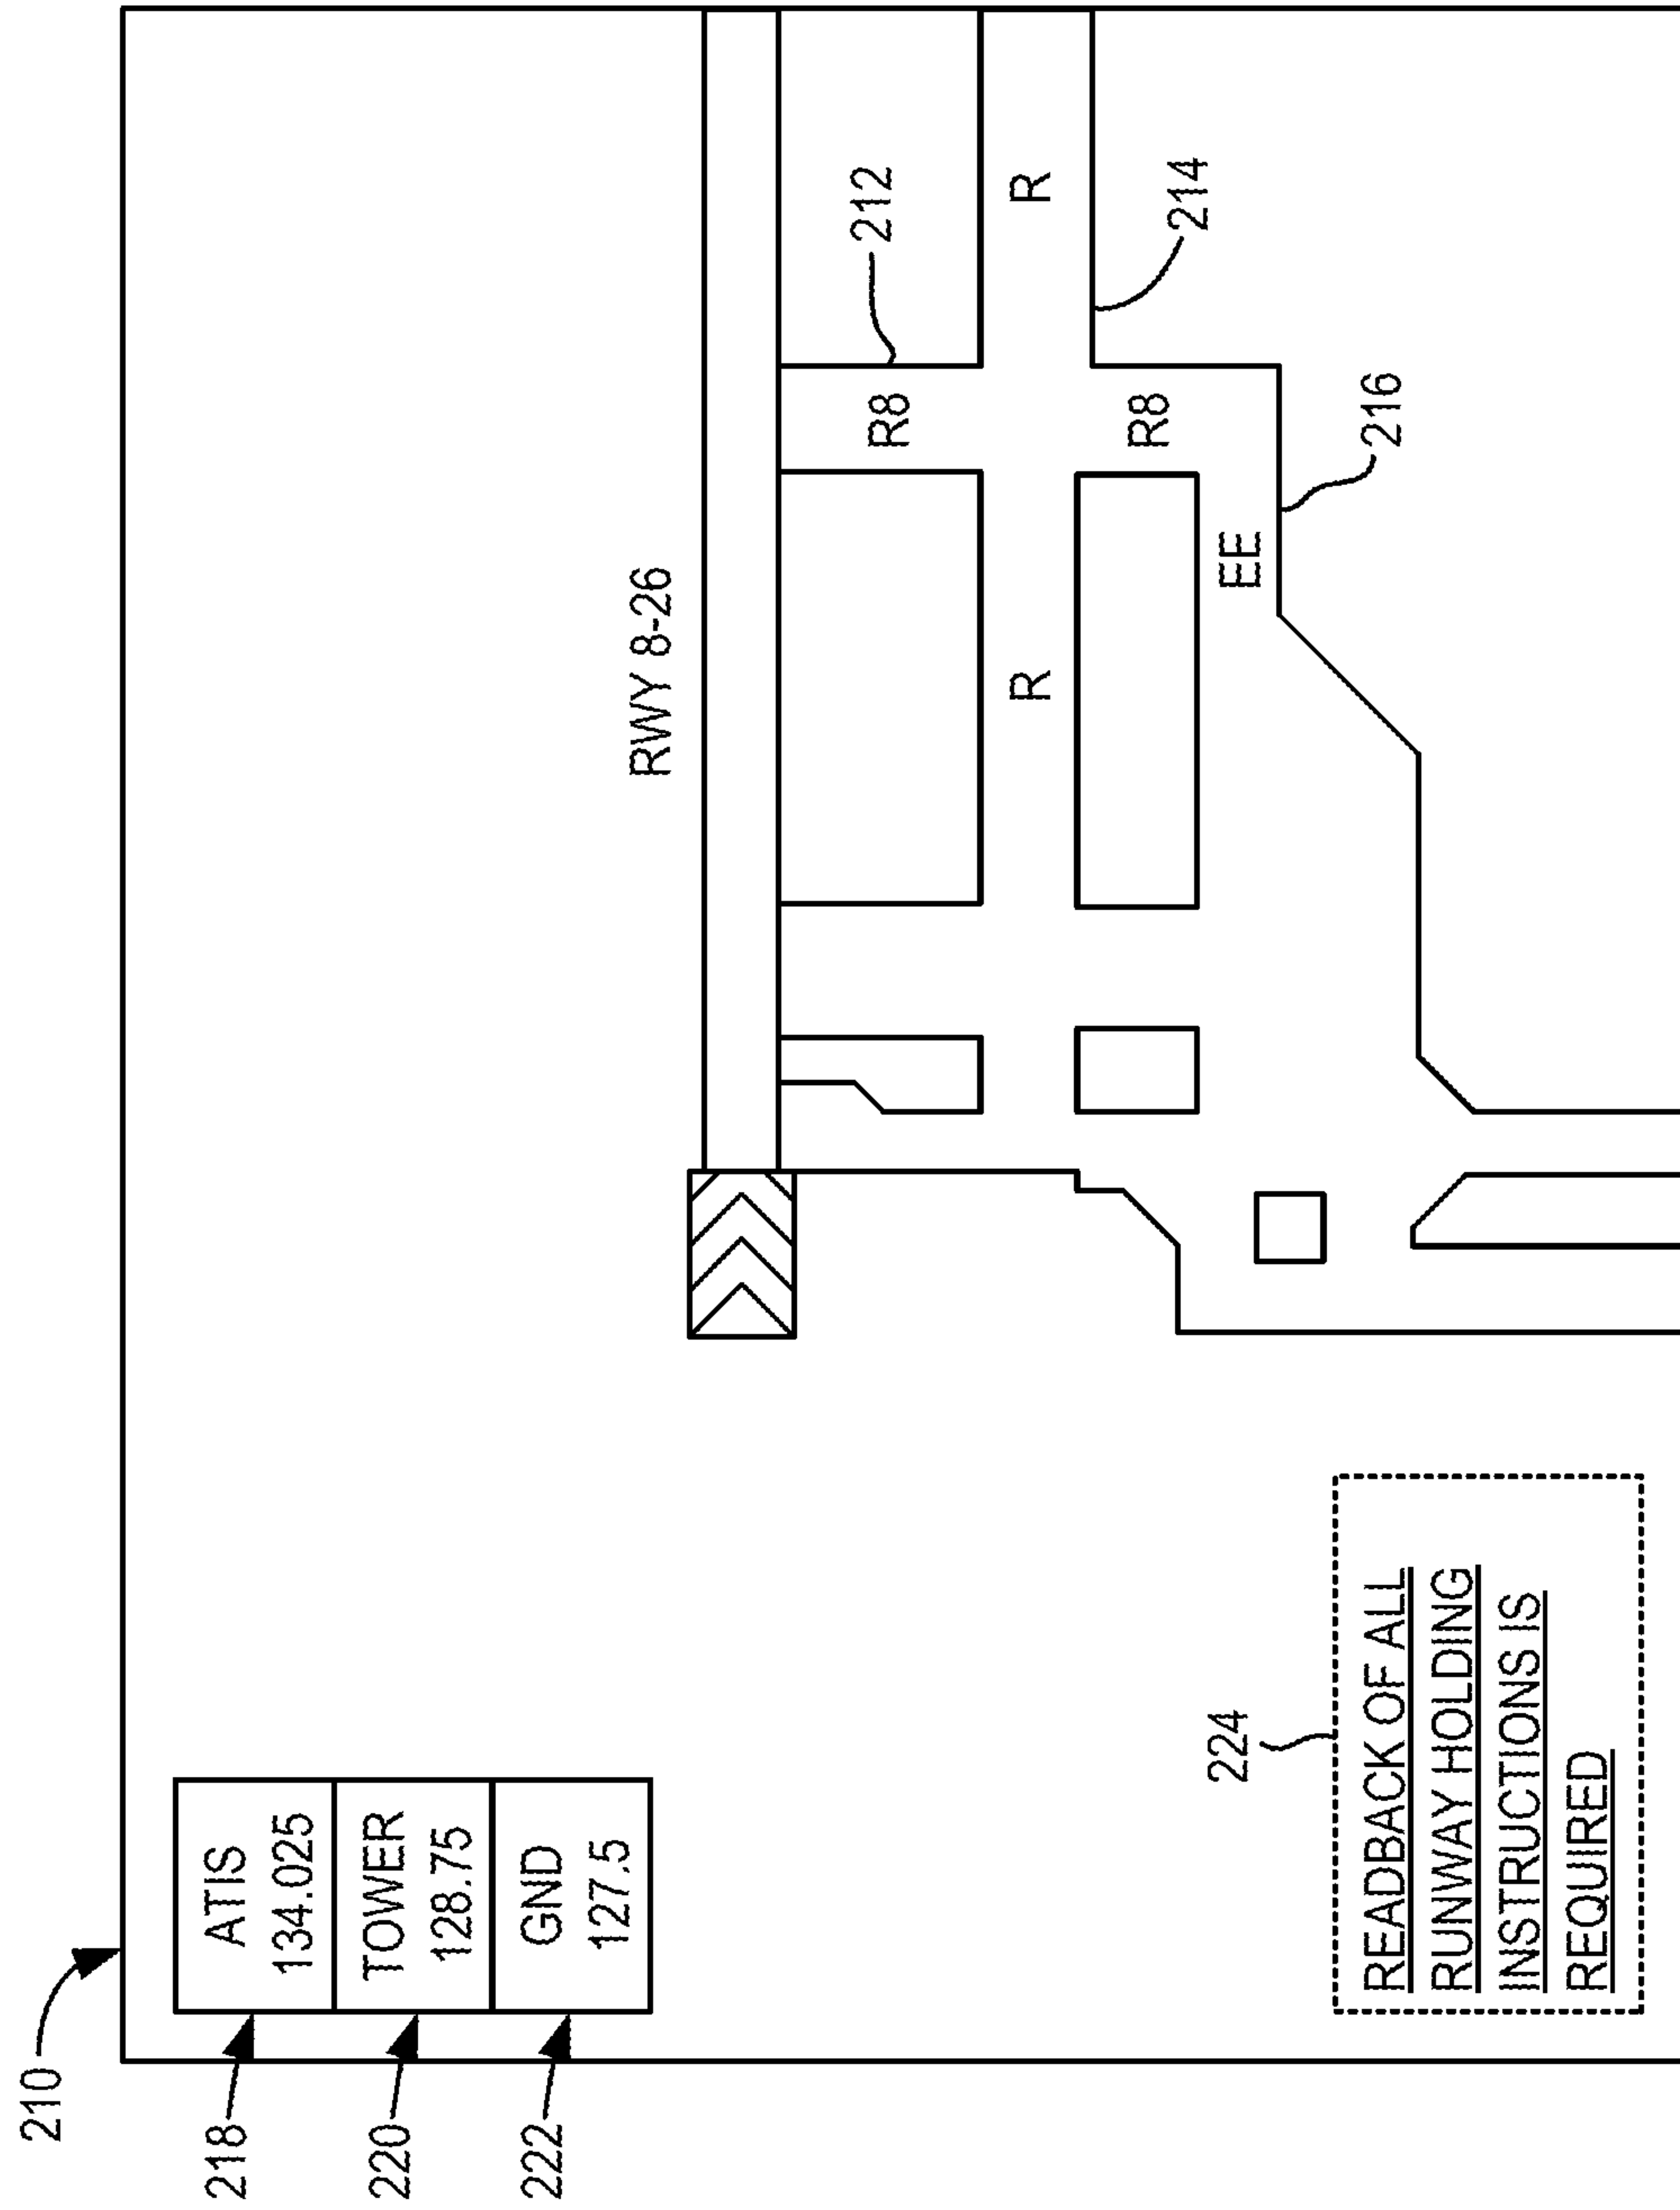 210
218
ATIS
134.025
220
TOWER
128.75
222
GND
127.5
RWY 8-26
R8
212
R
R
R8
214
EE
216
224
READBACK OF ALL
RUNWAY HOLDING
INSTRUCTIONS IS
REQUIRED